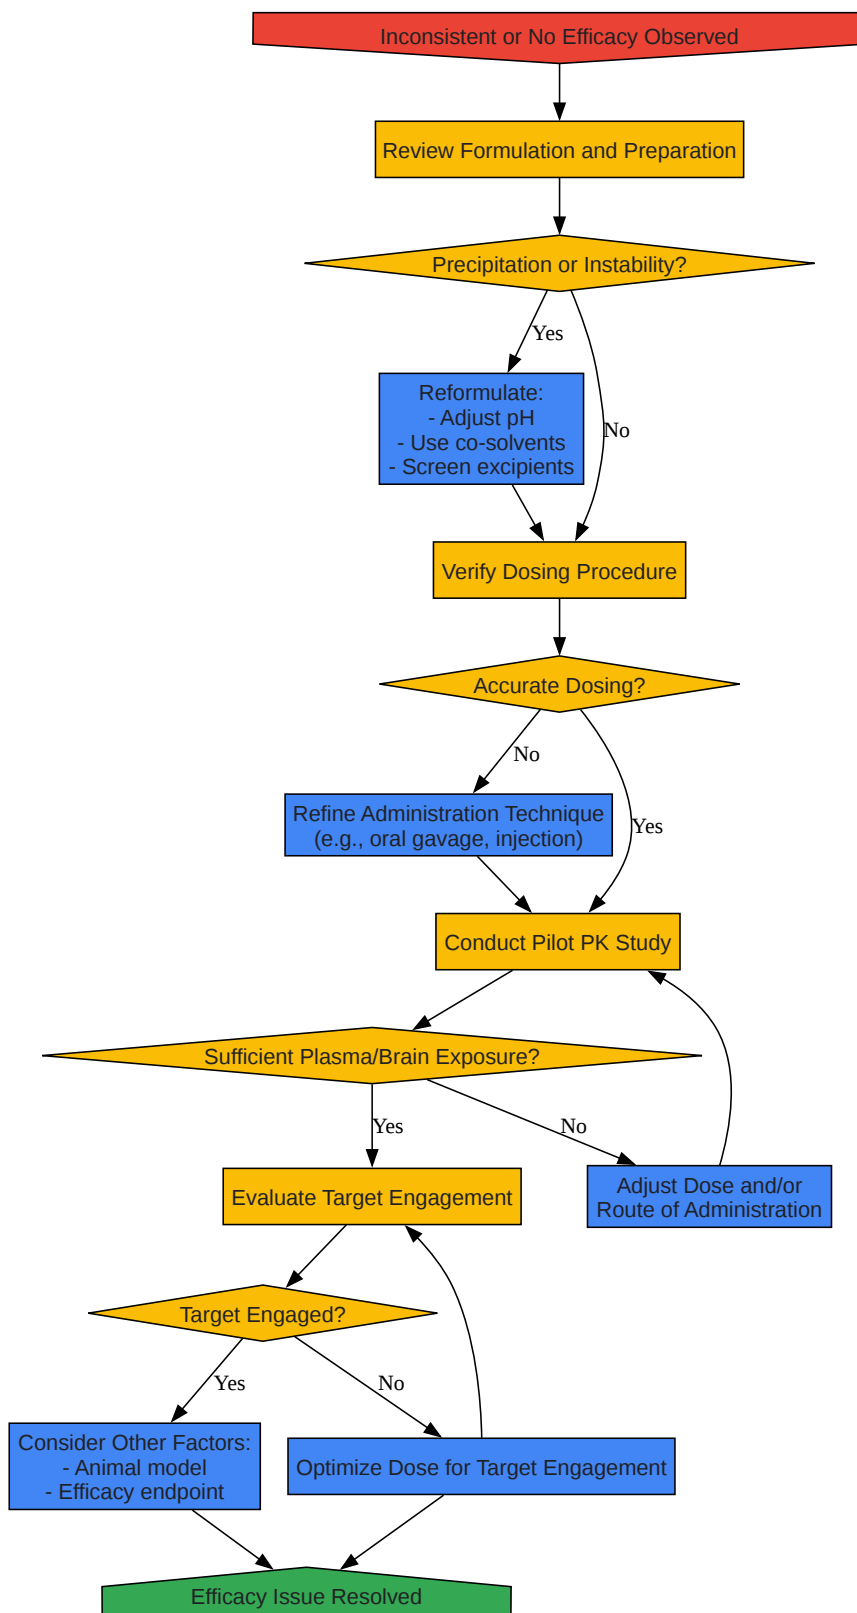 Inconsistent or No Efficacy Observed
Review Formulation and Preparation
Precipitation or Instability?
Yes
Reformulate:
- Adjust pH
- Use co-solvents
- Screen excipients
No
Verify Dosing Procedure
Accurate Dosing?
No
Refine Administration Technique
(e.g., oral gavage, injection)
Yes
Conduct Pilot PK Study
Sufficient Plasma/Brain Exposure?
Yes
No
Evaluate Target Engagement
Adjust Dose and/or
Route of Administration
Target Engaged?
Yes
No
Consider Other Factors:
- Animal model
- Efficacy endpoint
Optimize Dose for Target Engagement
Efficacy Issue Resolved